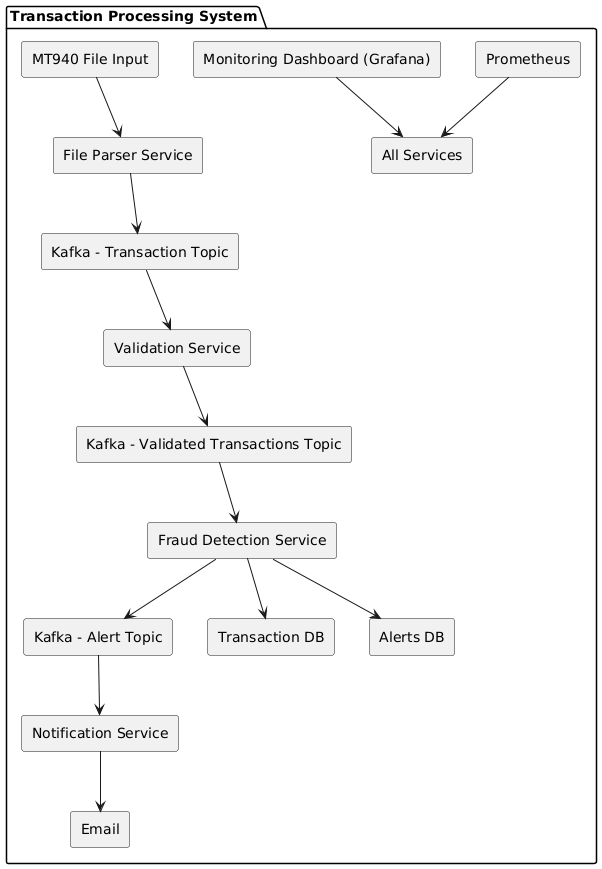 Transaction Processing System
MT940 File Input
Monitoring Dashboard (Grafana)
Prometheus
File Parser Service
All Services
Kafka - Transaction Topic
Validation Service
Kafka - Validated Transactions Topic
Fraud Detection Service
Kafka - Alert Topic
Transaction DB
Alerts DB
Notification Service
Email